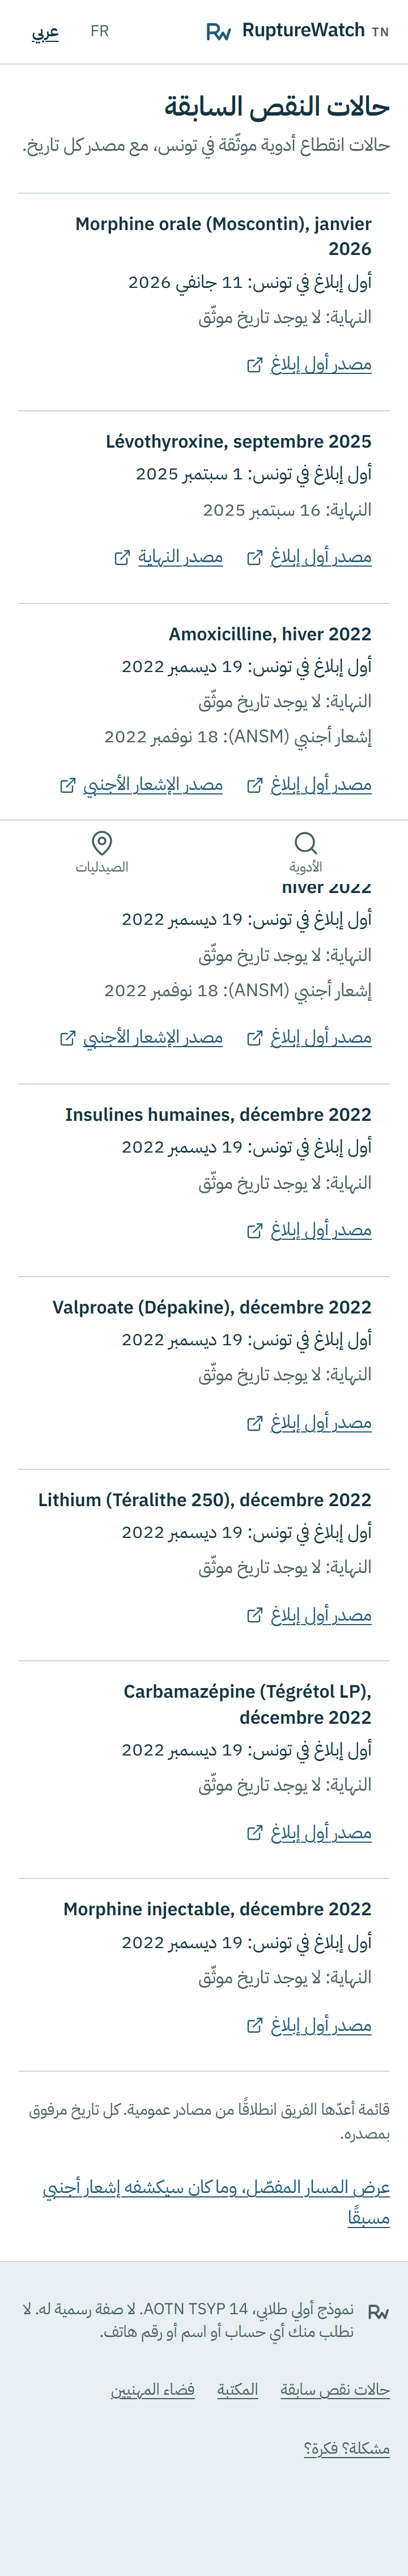 RuptureWatch TN
FR
عربي
حالات النقص السابقة
حالات انقطاع أدوية موثّقة في تونس، مع مصدر كل تاريخ.
Morphine orale (Moscontin), janvier
2026
أول إبلاغ في تونس: 11 جانفي 2026
النهاية: لا يوجد تاريخ موثّق
مصدر أول إبلاغ
Lévothyroxine, septembre 2025
أول إبلاغ في تونس: 1 سبتمبر 2025
النهاية: 16 سبتمبر 2025
مصدر أول إبلاغ مصدر النهاية
Amoxicilline, hiver 2022
أول إبلاغ في تونس: 19 ديسمبر 2022
النهاية: لا يوجد تاريخ موثّق
إشعار أجنبي (ANSM): 18 نوفمبر 2022
مصدر أول إبلاغ مصدر الإشعار الأجنبي
الأدوية الصيدليات
hiver 2022
أول إبلاغ في تونس: 19 ديسمبر 2022
النهاية: لا يوجد تاريخ موثّق
إشعار أجنبي (ANSM): 18 نوفمبر 2022
مصدر أول إبلاغ مصدر الإشعار الأجنبي
Insulines humaines, décembre 2022
أول إبلاغ في تونس: 19 ديسمبر 2022
النهاية: لا يوجد تاريخ موثّق
مصدر أول إبلاغ
Valproate (Dépakine), décembre 2022
أول إبلاغ في تونس: 19 ديسمبر 2022
النهاية: لا يوجد تاريخ موثّق
مصدر أول إبلاغ
Lithium (Téralithe 250), décembre 2022
أول إبلاغ في تونس: 19 ديسمبر 2022
النهاية: لا يوجد تاريخ موثّق
مصدر أول إبلاغ
Carbamazépine (Tégrétol LP),
décembre 2022
أول إبلاغ في تونس: 19 ديسمبر 2022
النهاية: لا يوجد تاريخ موثّق
مصدر أول إبلاغ
Morphine injectable, décembre 2022
أول إبلاغ في تونس: 19 ديسمبر 2022
النهاية: لا يوجد تاريخ موثّق
مصدر أول إبلاغ
قائمة أعدّها الفريق انطلاقًا من مصادر عمومية. كل تاريخ مرفوق
بمصدره.
عرض المسار المفصّل، وما كان سيكشفه إشعار أجنبي
مسبقًا
نموذج أولي طلابي، AOTN TSYP 14. لا صفة رسمية له. لا
نطلب منك أي حساب أو اسم أو رقم هاتف.
حالات نقص سابقة المكتبة فضاء المهنيين
مشكلة؟ فكرة؟